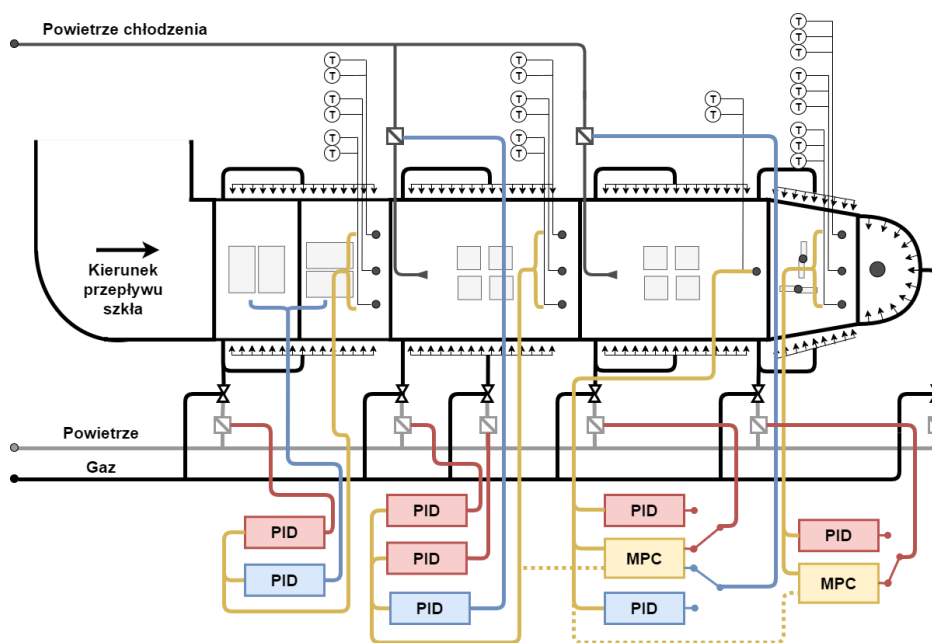 T
Powietrze chłodzenia T
T T T
T T T
T T T T
T T T T
T T T
T T T
T
Kierunek
przepływu
szkła
Powietrze
Gaz
PID PID PID PID
PID MPC
PID PID PID MPC